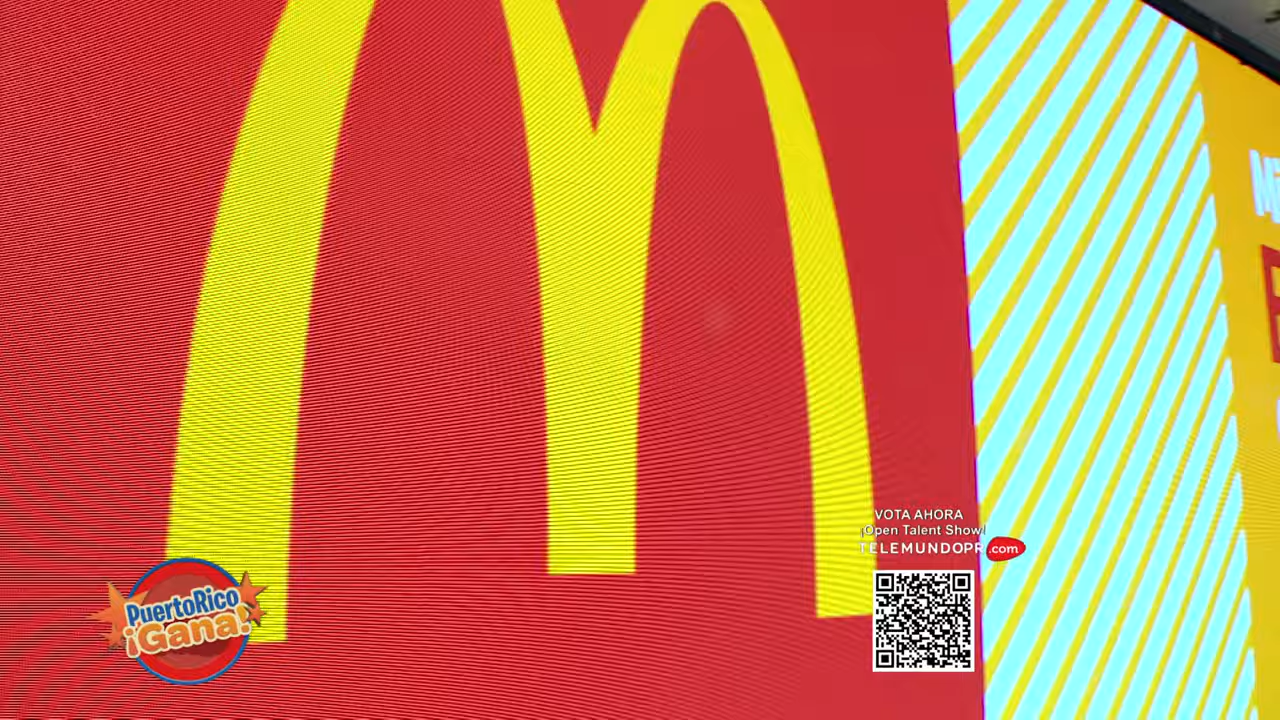 VOTA AHORA
¡Open Talent Show!
TELEMUNDOPR.com
PuertoRico
¡Gana!